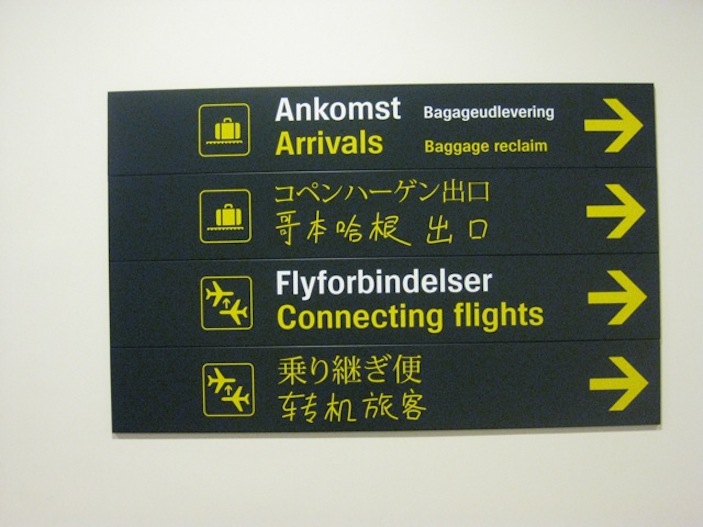 Ankomst Bagageudlevering
Arrivals Baggage reclaim
コペンハーゲン出口
哥本哈根 出口
Flyforbindelser
Connecting flights
乗り継ぎ便
转机旅客